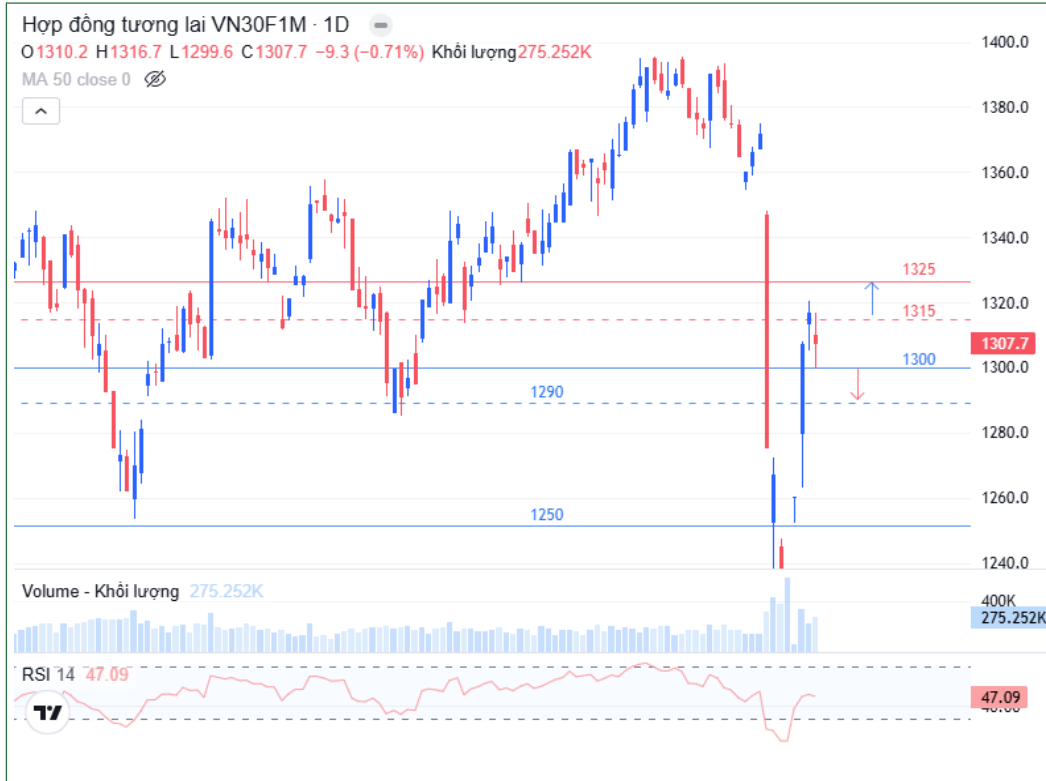 Hợp đồng tương lai VN30F1M · 1D
O1310.2 H1316.7 L1299.6 C1307.7 −9.3 (−0.71%) Khối lượng275.252K
MA 50 close 0
1400.0
1380.0
1360.0
1340.0
1325
1320.0
1315
1307.7
1300
1300.0
1290
1280.0
1260.0
1250
1240.0
Volume - Khối lượng 275.252K
400K
275.252K
RSI 14 47.09
47.09